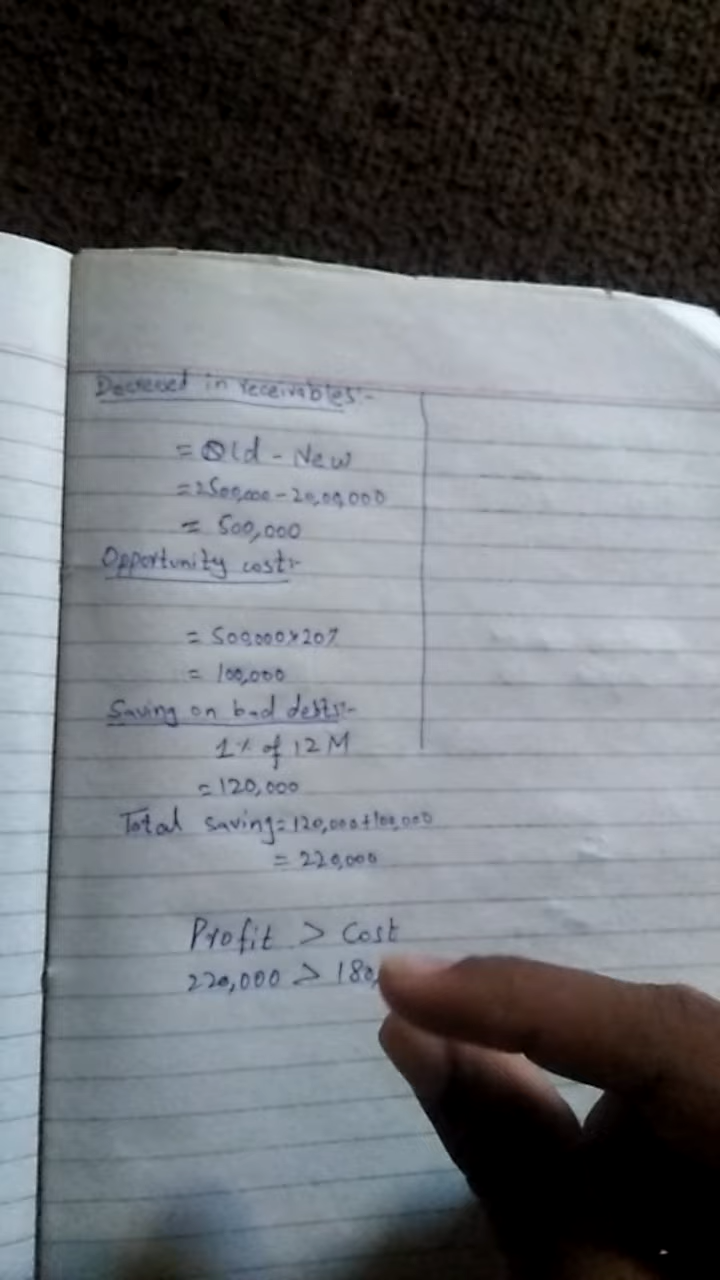 Decreased in receivables:-
= Old - New
= 2500,000 - 20,00,000
= 500,000
Opportunity cost:-
= 500000×20%
= 100,000
Saving on bad dests:-
1% of 12 M
= 120,000
Total saving = 120,000+100,000
= 220,000
Profit > Cost
220,000 > 180,